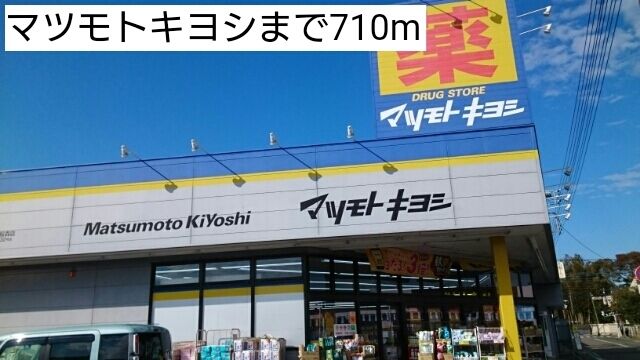 マツモトキヨシまで710m
薬
DRUG STORE
マツモトキヨシ
Matsumoto KiYoshi
マツモトキヨシ